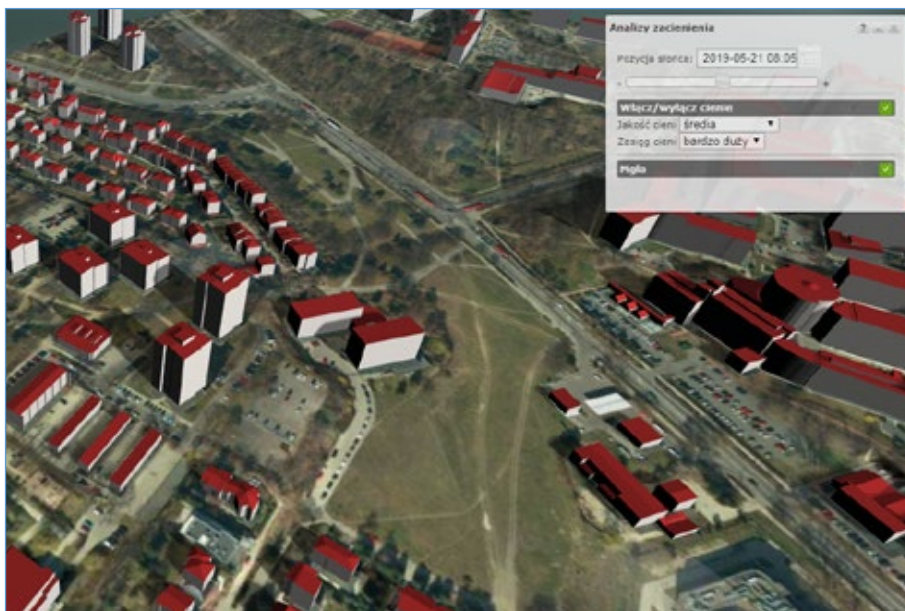 Analizy zacienienia
Pozycja słońca: 2019-05-21 08:05
- +
Włącz/wyłącz cienie
Jakość cieni średia
Zasięg cieni bardzo duży
Mgła